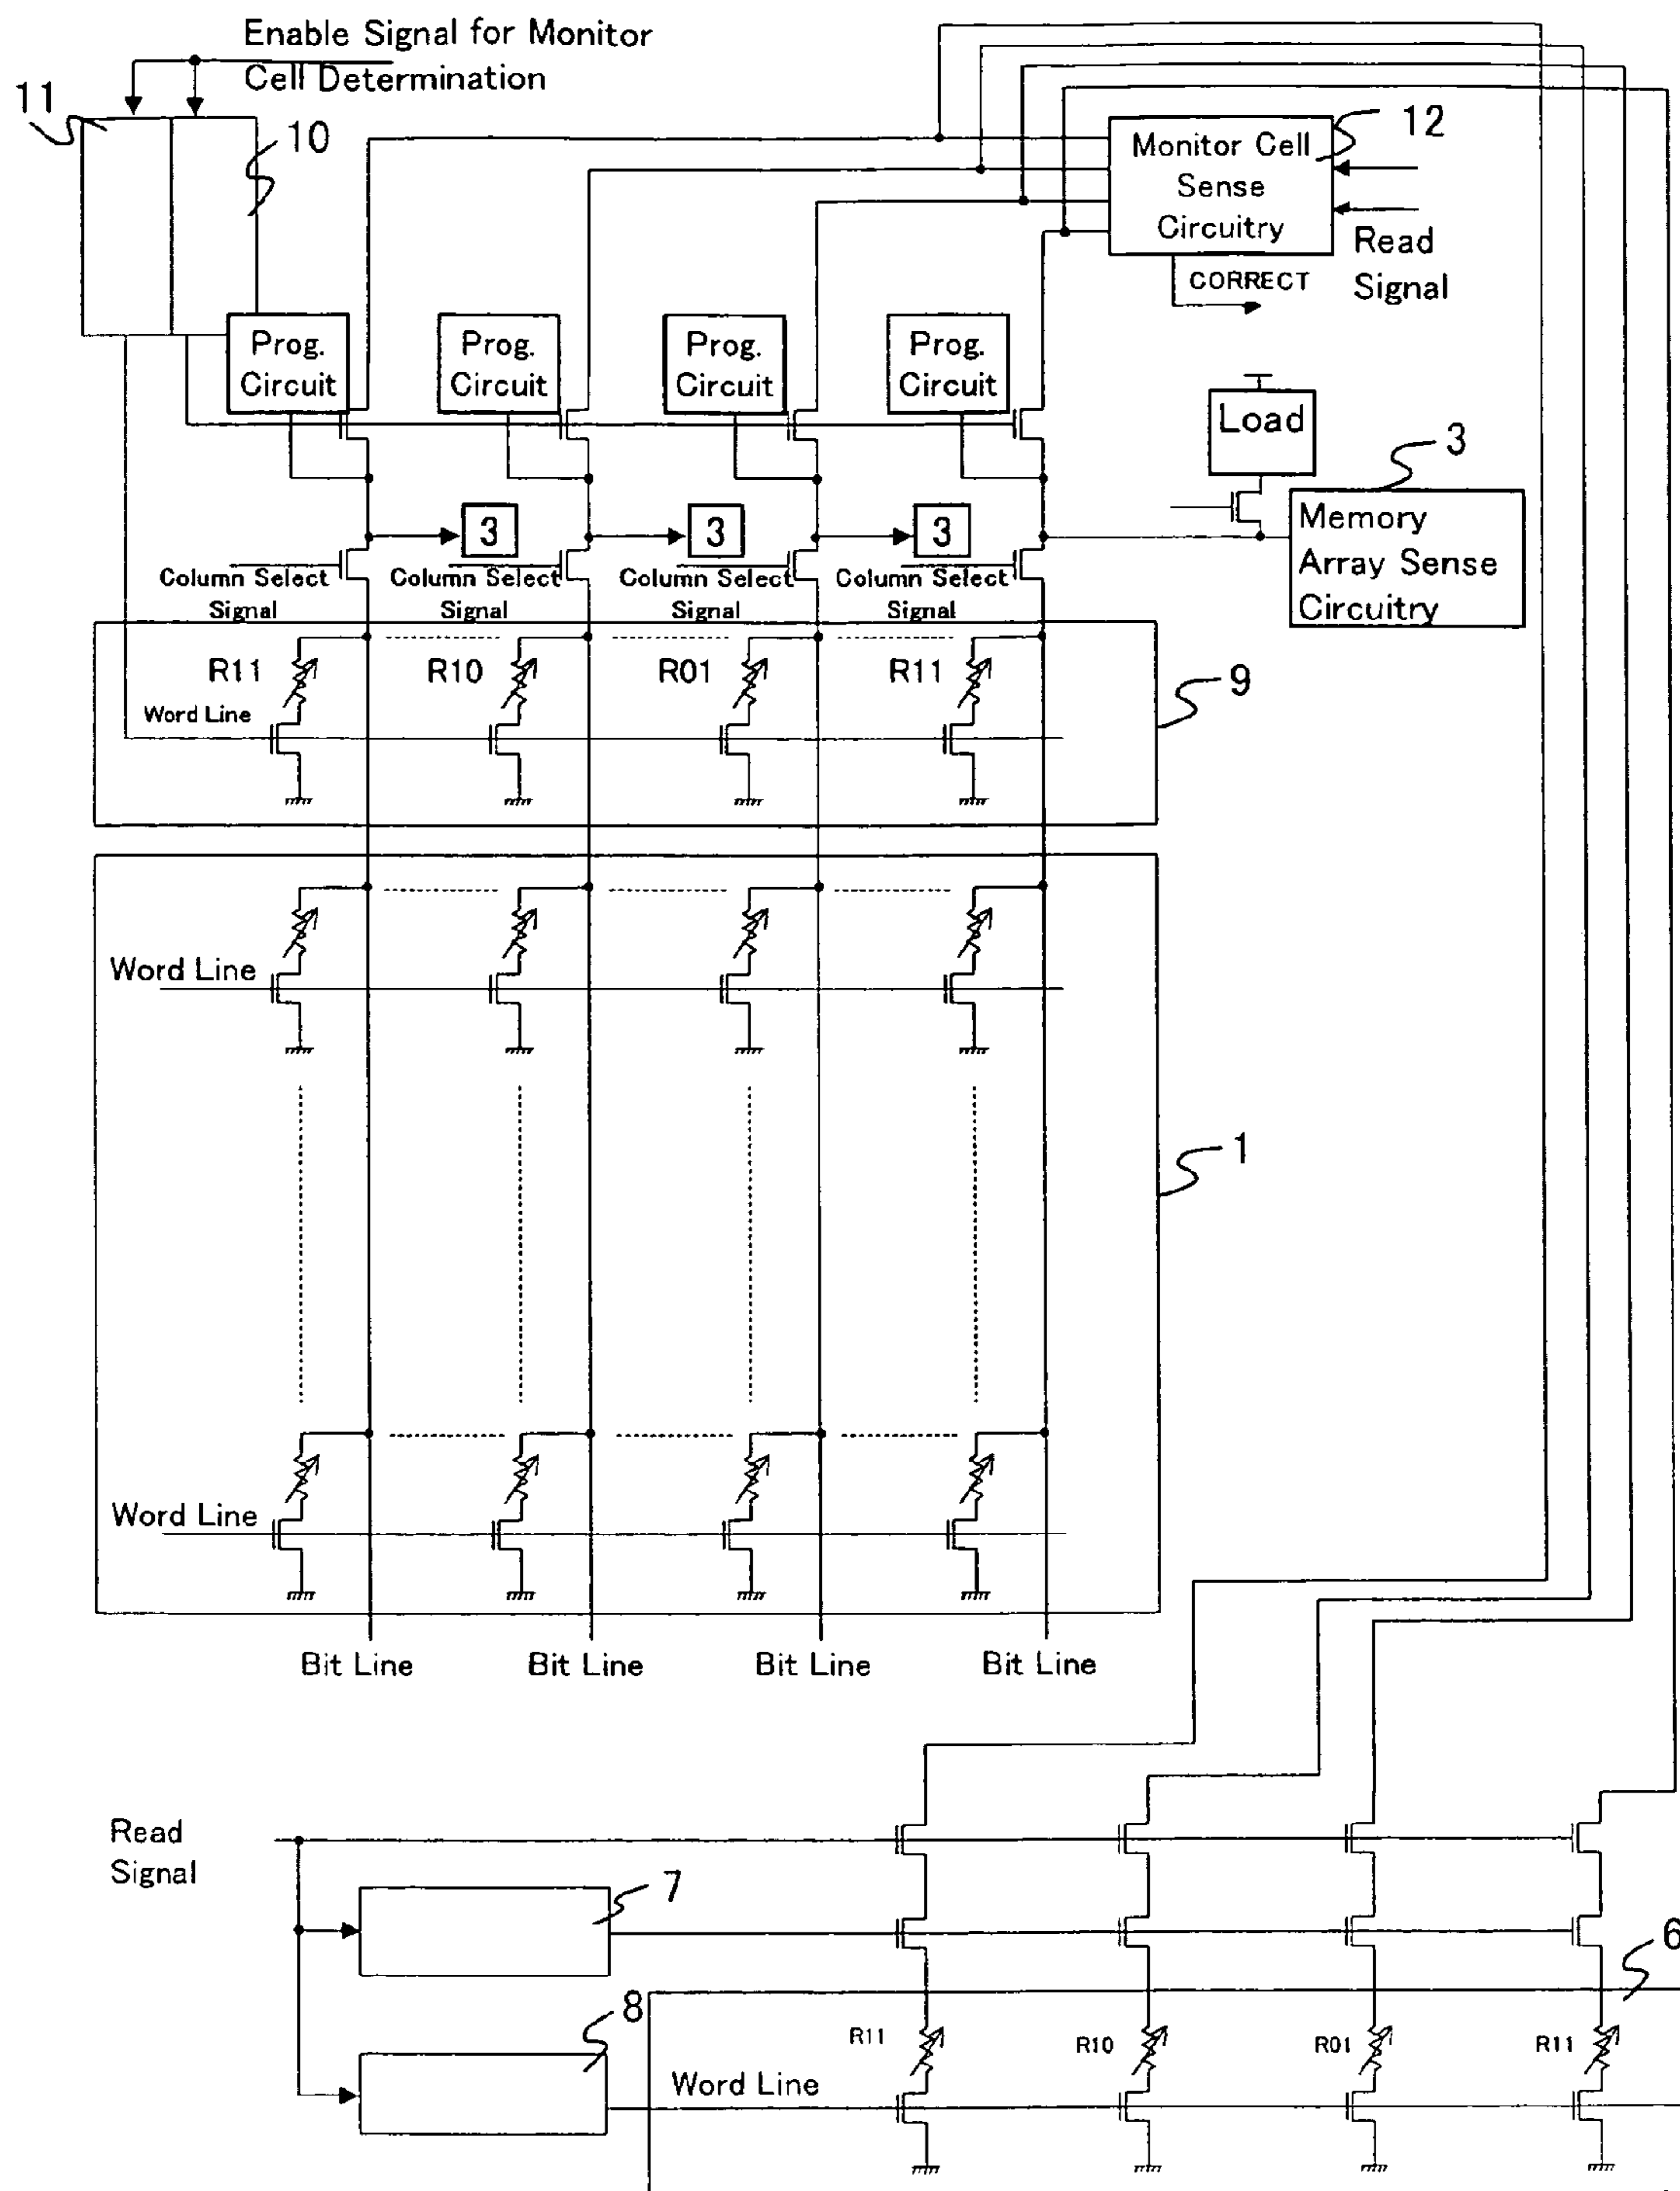 Enable Signal for Monitor
Cell Determination
11
10
12
Monitor Cell
Sense
Circuitry
Read
Signal
CORRECT
Prog.
Circuit
Prog.
Circuit
Prog.
Circuit
Prog.
Circuit
Load
3
Memory
Array Sense
Circuitry
3
3
3
Column Select
Signal
Column Select
Signal
Column Select
Signal
Column Select
Signal
R11
R10
R01
R11
9
Word Line
Word Line
1
Word Line
Bit Line
Bit Line
Bit Line
Bit Line
Read
Signal
7
6
8
R11
R10
R01
R11
Word Line